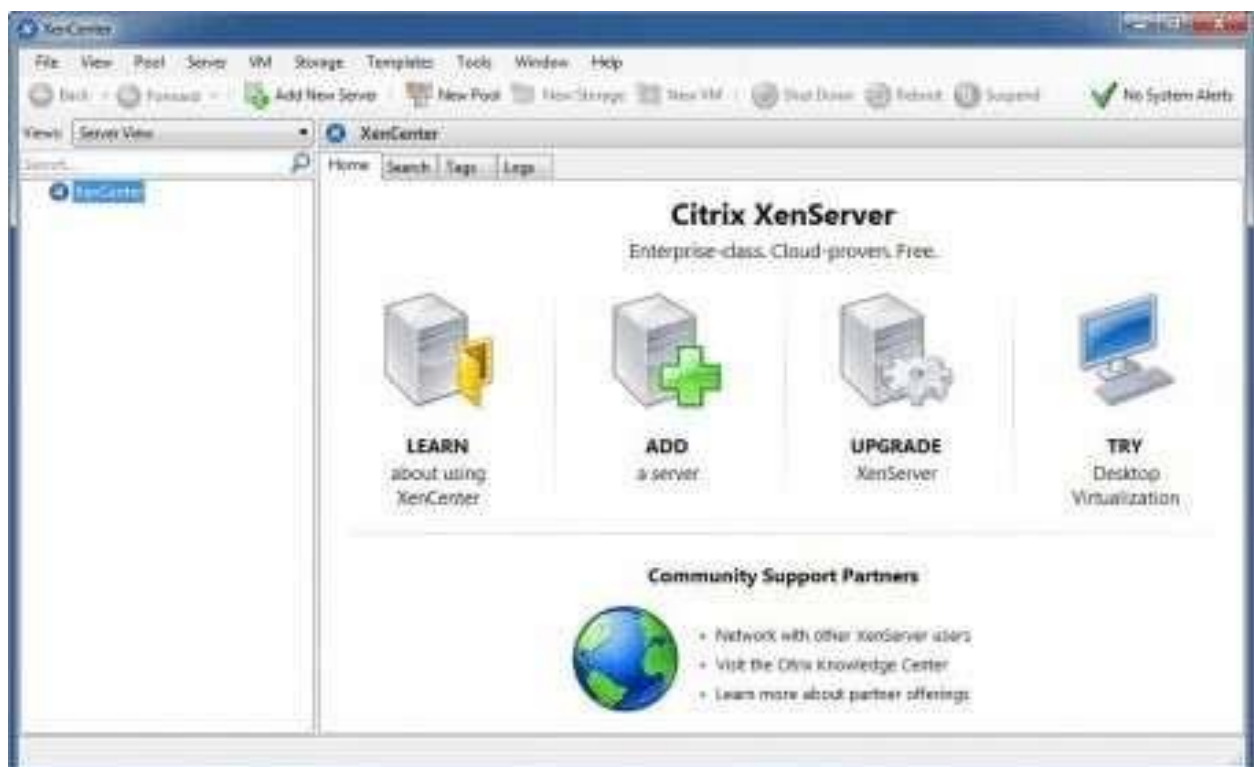 XenCenter
File View Pool Server VM Storage Templates Tools Window Help
Back Forward Add New Server New Pool New Storage New VM Shut Down Reboot Suspend No System Alerts
Views: Server View
XenCenter
Search...
Home Search Tags Logs
XenCenter
Citrix XenServer
Enterprise-class. Cloud-proven. Free.
LEARN
about using
XenCenter
ADD
a server
UPGRADE
XenServer
TRY
Desktop
Virtualization
Community Support Partners
• Network with other XenServer users
• Visit the Citrix Knowledge Center
• Learn more about partner offerings